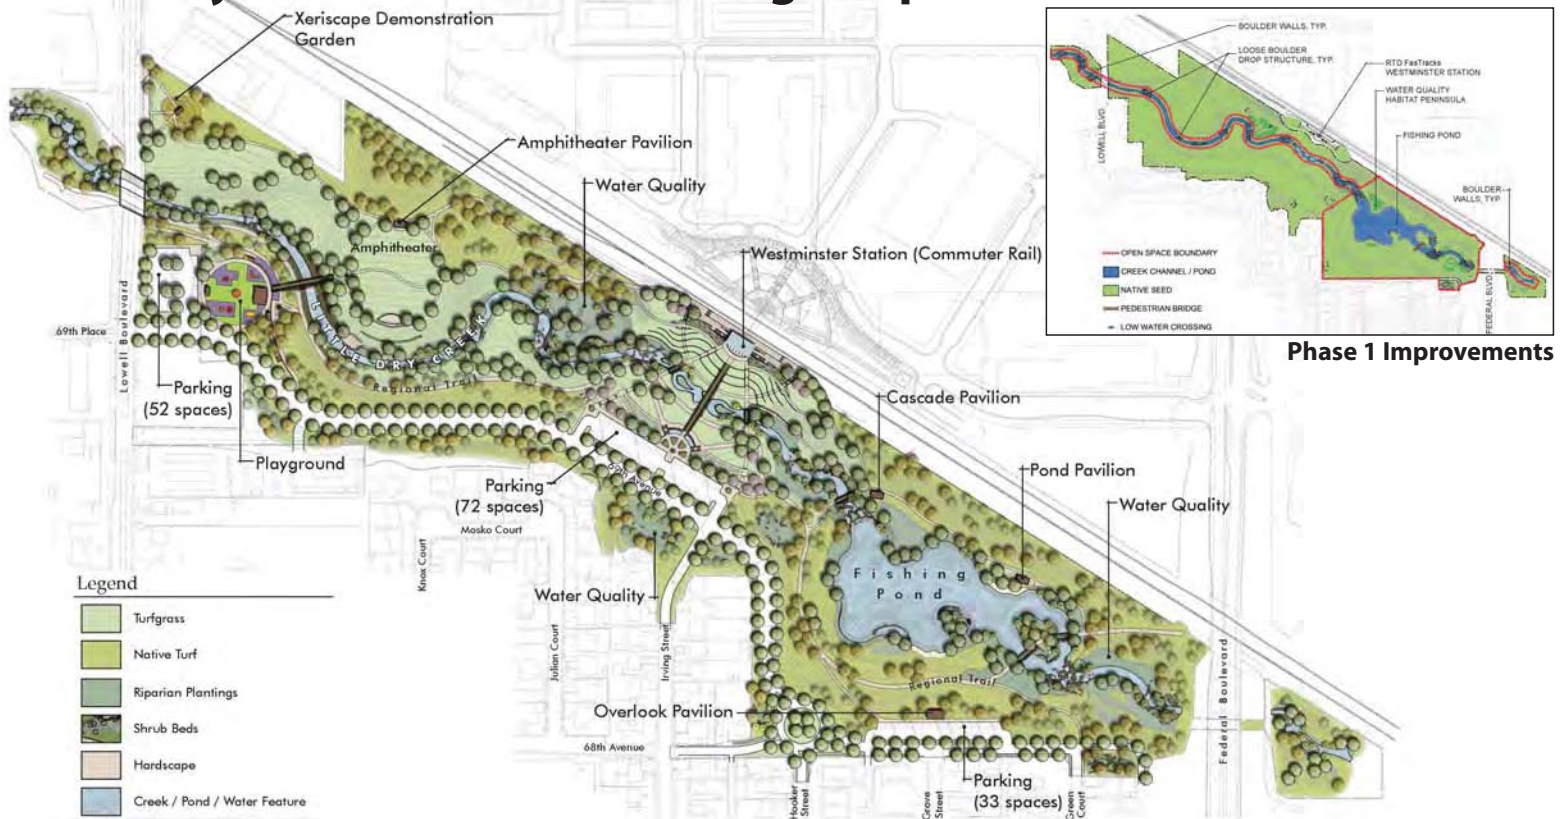 Xeriscape Demonstration
Garden
Amphitheater Pavilion
Water Quality
Amphitheater
Westminster Station (Commuter Rail)
Lowell Boulevard
69th Place
LITTLE DRY CREEK
Regional Trail
Parking
(52 spaces)
Playground
Cascade Pavilion
Parking
(72 spaces)
69th Avenue
Mosko Court
Knox Court
Pond Pavilion
Water Quality
Fishing
Pond
Water Quality
Julian Court
Irving Street
Regional Trail
Overlook Pavilion
68th Avenue
Federal Boulevard
Parking
(33 spaces)
Hooker
Street
Grove
Street
Green
Court
Legend
Turfgrass
Native Turf
Riparian Plantings
Shrub Beds
Hardscape
Creek / Pond / Water Feature
BOULDER WALLS, TYP.
LOOSE BOULDER
DROP STRUCTURE, TYP.
RTD FasTracks
WESTMINSTER STATION
WATER QUALITY
HABITAT PENINSULA
FISHING POND
LOWELL BLVD.
BOULDER
WALLS, TYP
FEDERAL BLVD.
OPEN SPACE BOUNDARY
CREEK CHANNEL / POND
NATIVE SEED
PEDESTRIAN BRIDGE
LOW WATER CROSSING
Phase 1 Improvements